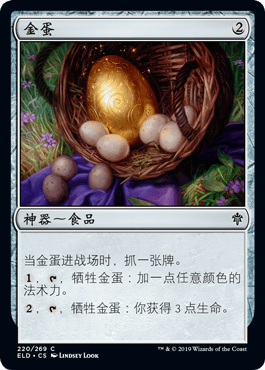 金蛋 2
神器～食品
当金蛋进战场时，抓一张牌。
1，，牺牲金蛋：加一点任意颜色的
法术力。
2，，牺牲金蛋：你获得3点生命。
220/269 C
ELD • CS LINDSEY LOOK
™ & © 2019 Wizards of the Coast